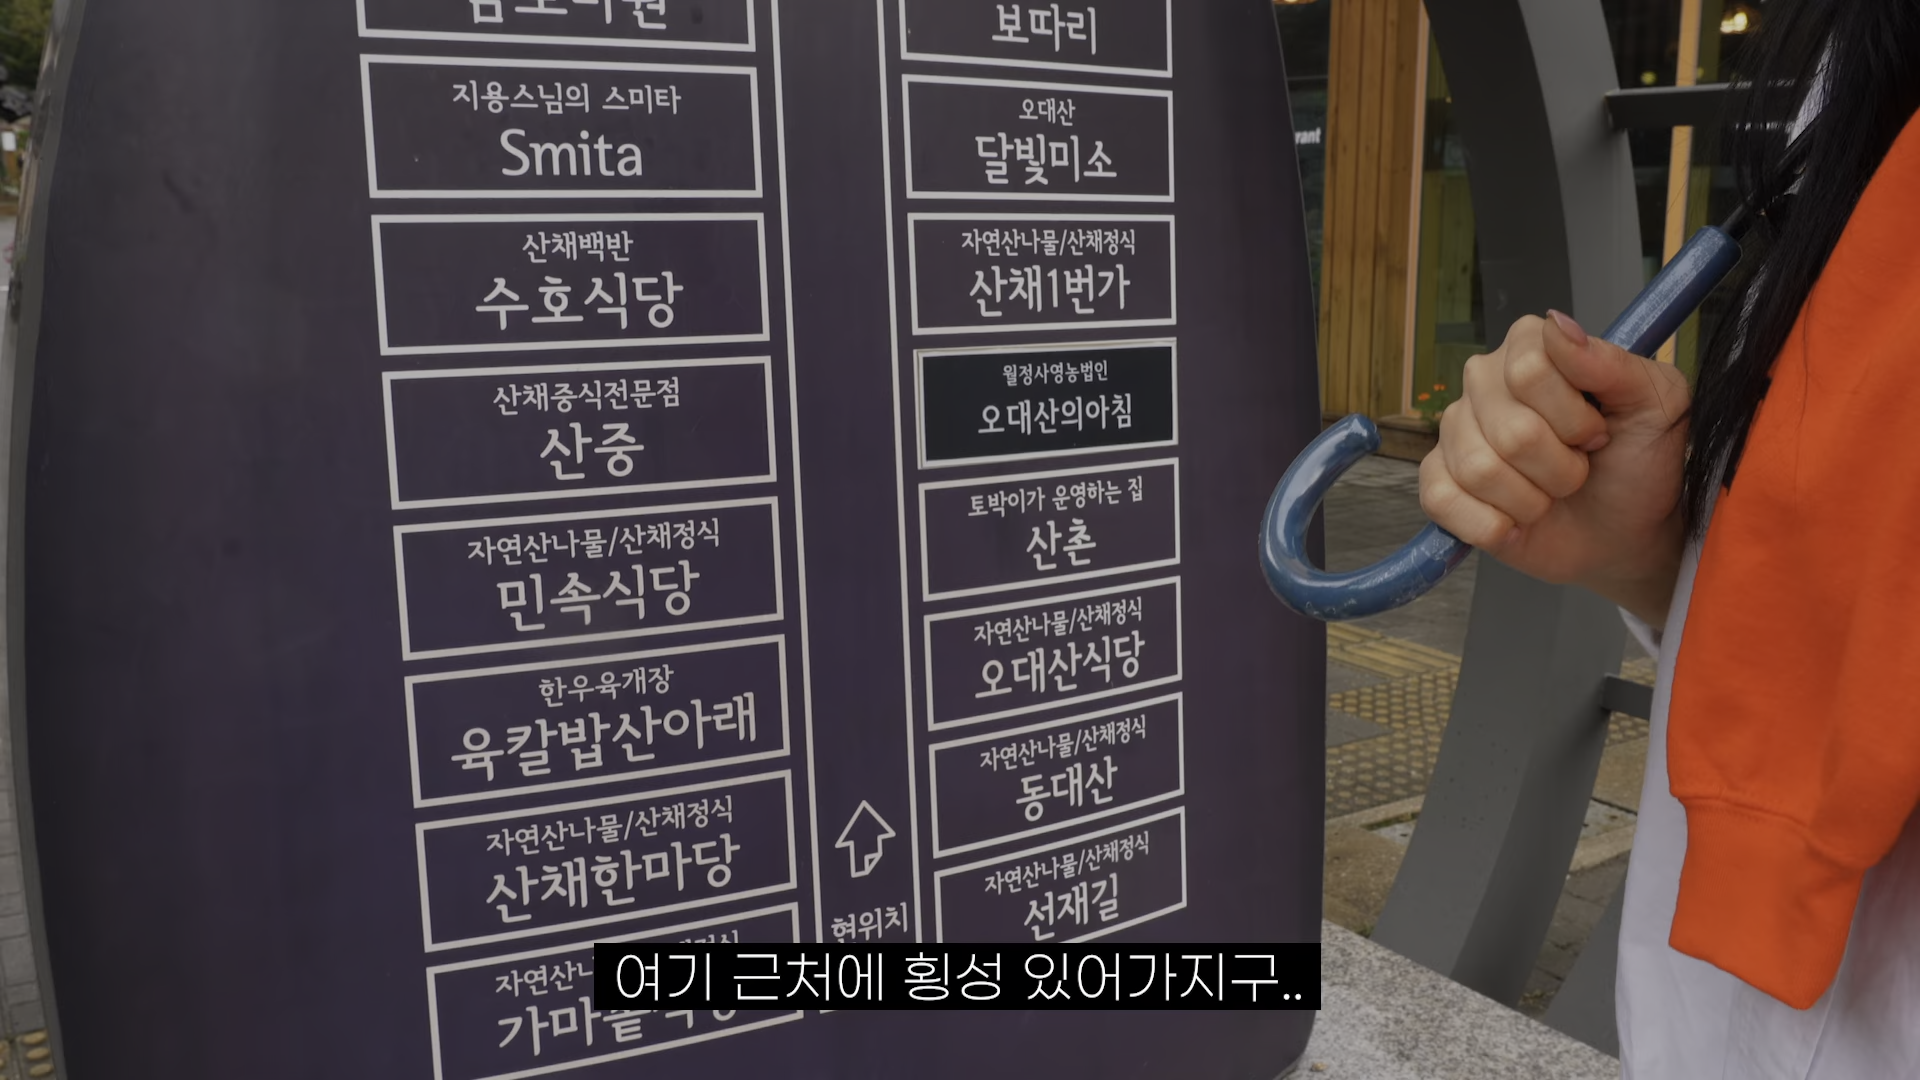 지용스님의 스미타
Smita
산채백반
수호식당
산채중식전문점
산중
자연산나물/산채정식
민속식당
한우육개장
육칼밥산아래
자연산나물/산채정식
산채한마당
현위치
보따리
오대산
달빛미소
자연산나물/산채정식
산채1번가
월정사영농법인
오대산의아침
토박이가 운영하는 집
산촌
자연산나물/산채정식
오대산식당
자연산나물/산채정식
동대산
자연산나물/산채정식
선재길
여기 근처에 횡성 있어가지구..